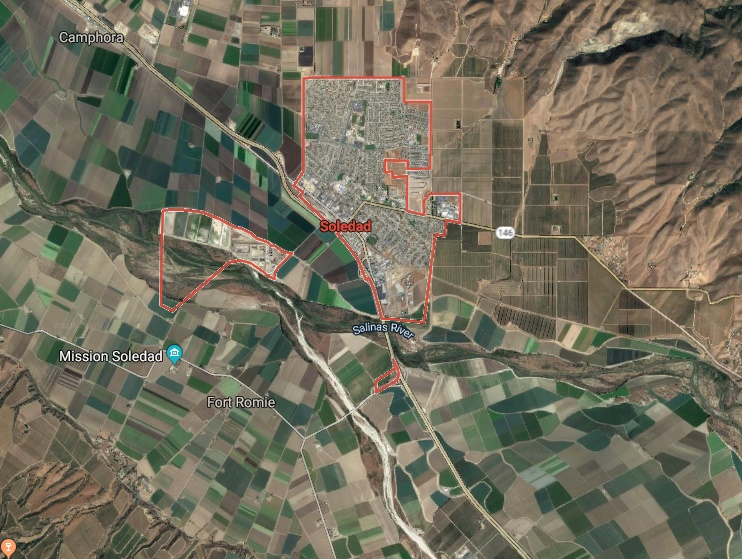 Camphora
Soledad
146
Salinas River
Mission Soledad
Fort Romie